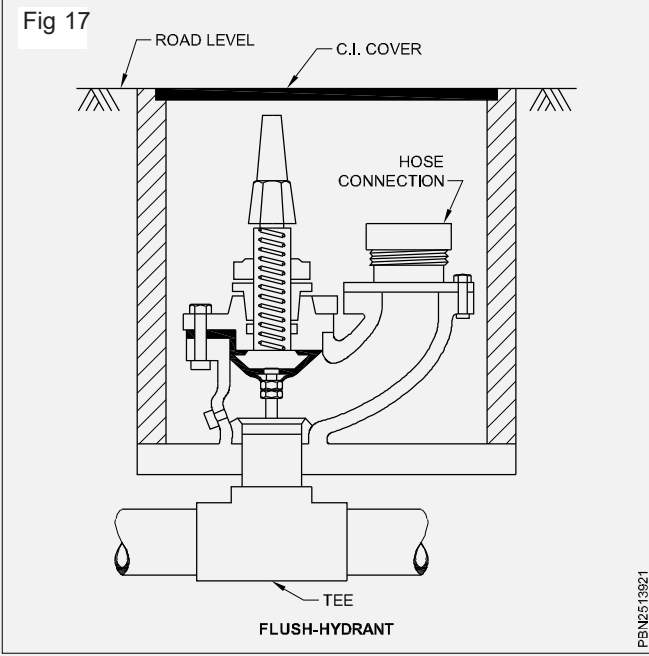 Fig 17
ROAD LEVEL
C.I. COVER
HOSE
CONNECTION
TEE
FLUSH-HYDRANT
PBN2513921